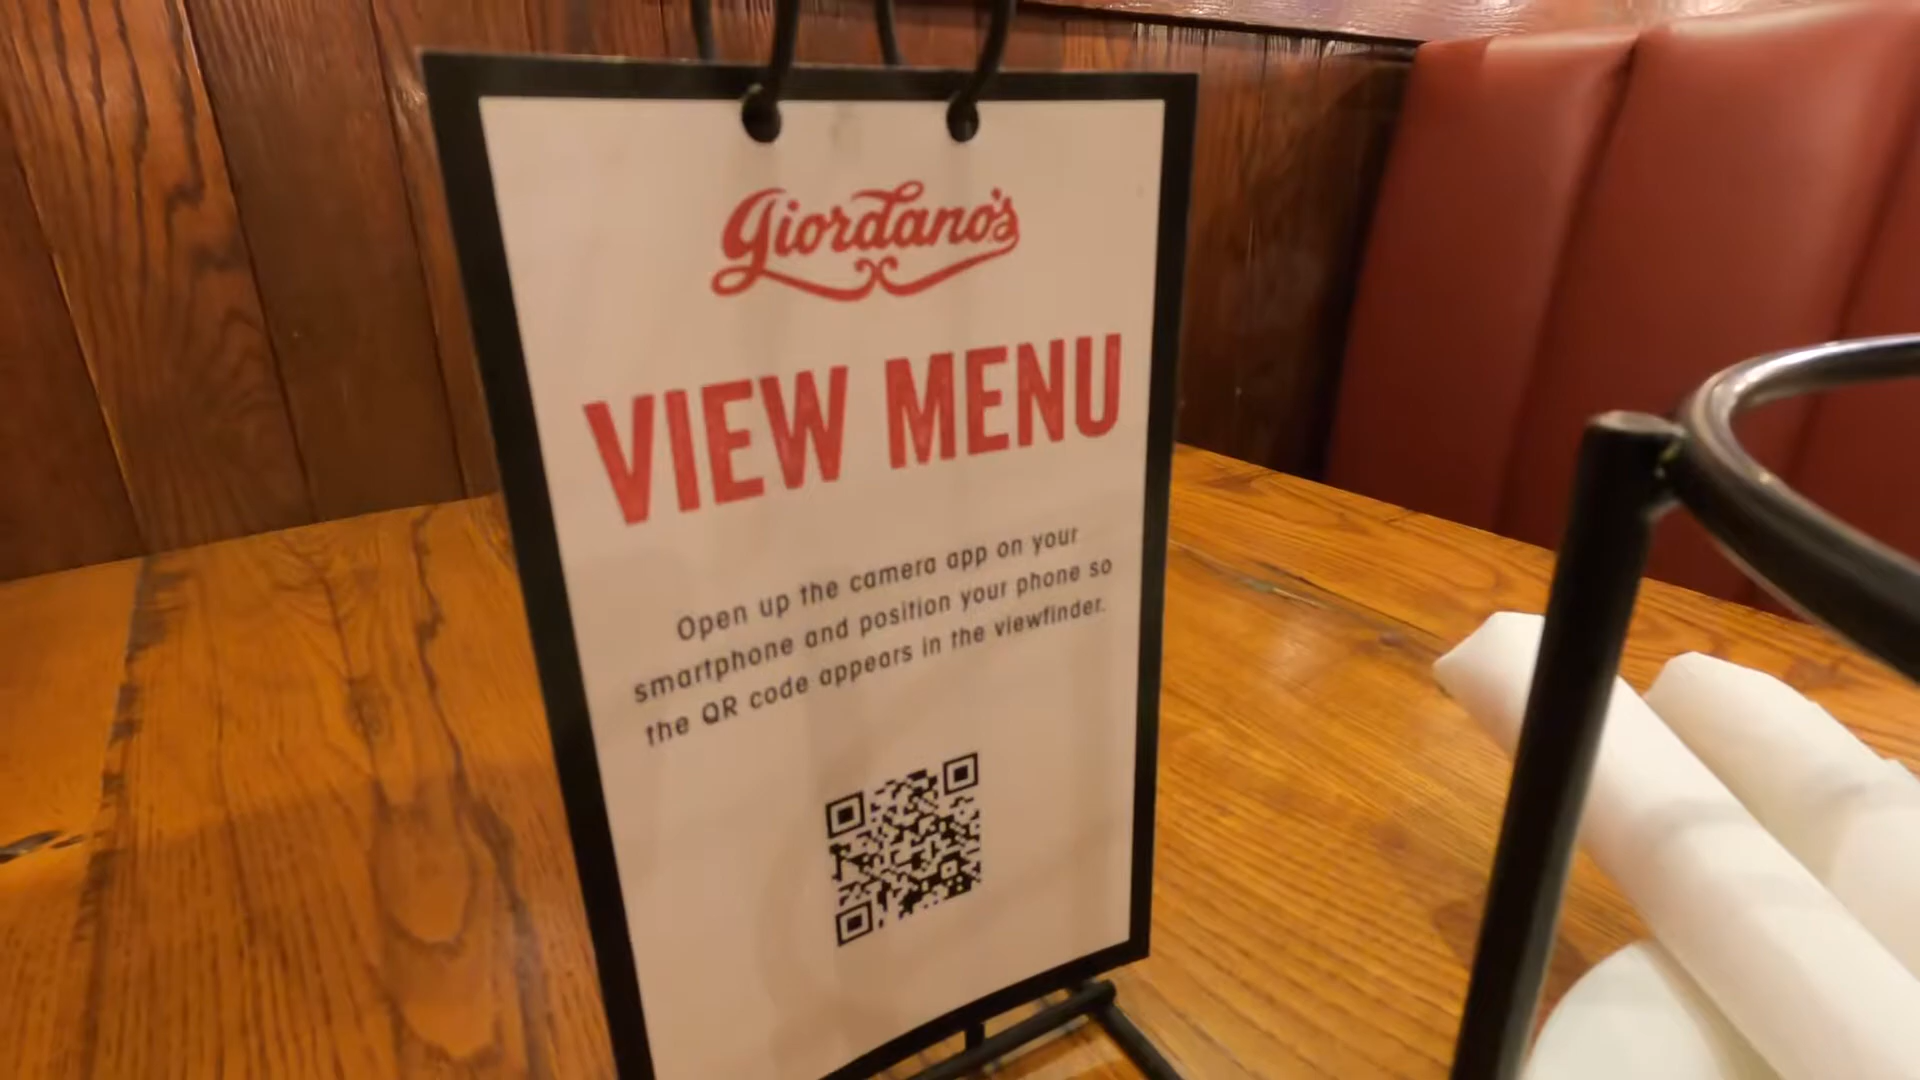 Giordano's
VIEW MENU
Open up the camera app on your
smartphone and position your phone so
the QR code appears in the viewfinder.